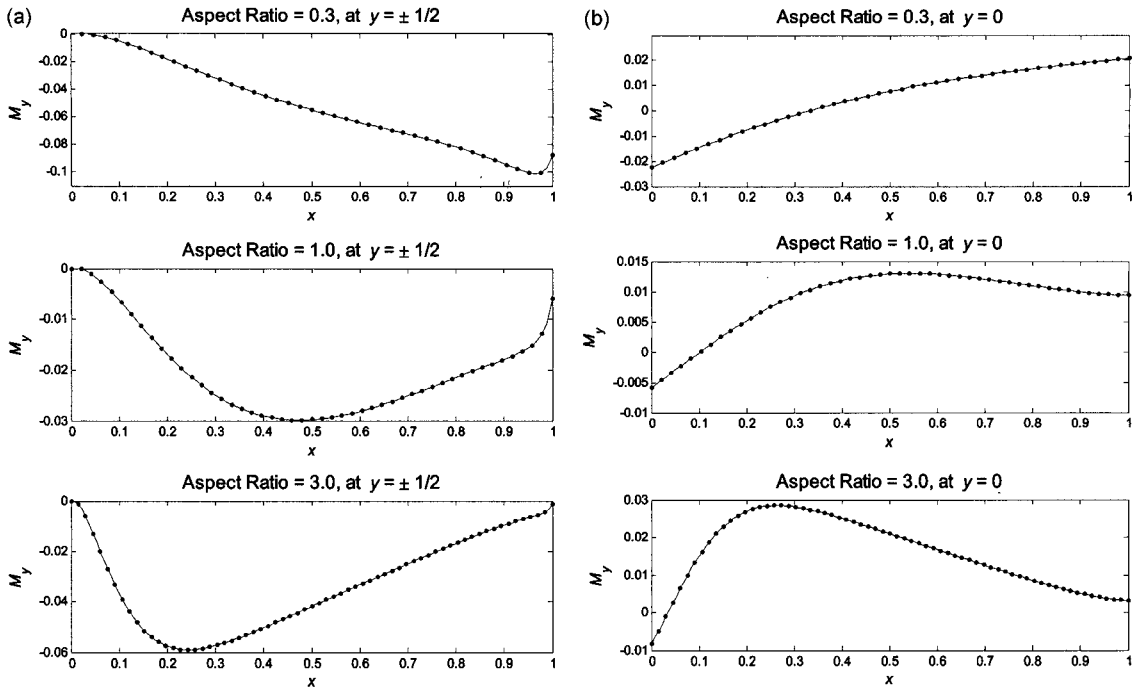 (a)
Aspect Ratio = 0.3, at y = ± 1/2
0
-0.02
-0.04
-0.06
-0.08
-0.1
My
0 0.1 0.2 0.3 0.4 0.5 0.6 0.7 0.8 0.9 1
x
Aspect Ratio = 1.0, at y = ± 1/2
0
-0.01
-0.02
-0.03
My
0 0.1 0.2 0.3 0.4 0.5 0.6 0.7 0.8 0.9 1
x
Aspect Ratio = 3.0, at y = ± 1/2
0
-0.02
-0.04
-0.06
My
0 0.1 0.2 0.3 0.4 0.5 0.6 0.7 0.8 0.9 1
x
(b)
Aspect Ratio = 0.3, at y = 0
0.02
0.01
0
-0.01
-0.02
-0.03
My
0 0.1 0.2 0.3 0.4 0.5 0.6 0.7 0.8 0.9 1
x
Aspect Ratio = 1.0, at y = 0
0.015
0.01
0.005
0
-0.005
-0.01
My
0 0.1 0.2 0.3 0.4 0.5 0.6 0.7 0.8 0.9 1
x
Aspect Ratio = 3.0, at y = 0
0.03
0.02
0.01
0
-0.01
My
0 0.1 0.2 0.3 0.4 0.5 0.6 0.7 0.8 0.9 1
x